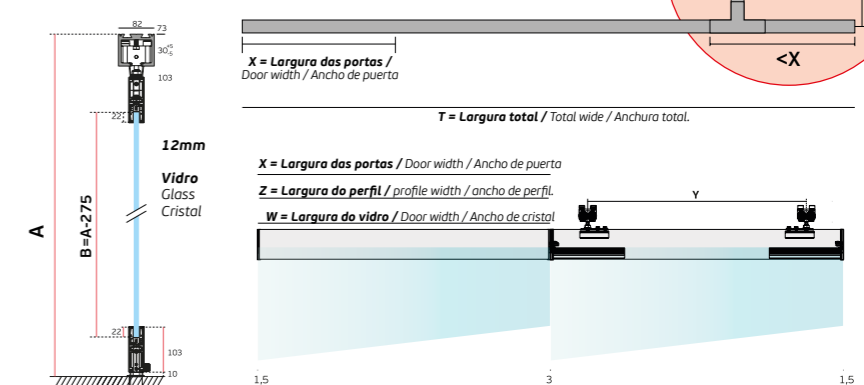 82
73
30 +5 -5
103
22
12mm
Vidro
Glass
Cristal
A
B=A-275
22
103
10
X = Largura das portas /
Door width / Ancho de puerta
<X
T = Largura total / Total wide / Anchura total.
X = Largura das portas / Door width / Ancho de puerta
Z = Largura do perfil / profile width / ancho de perfil.
W = Largura do vidro / Door width / Ancho de cristal
Y
1,5
3
1,5